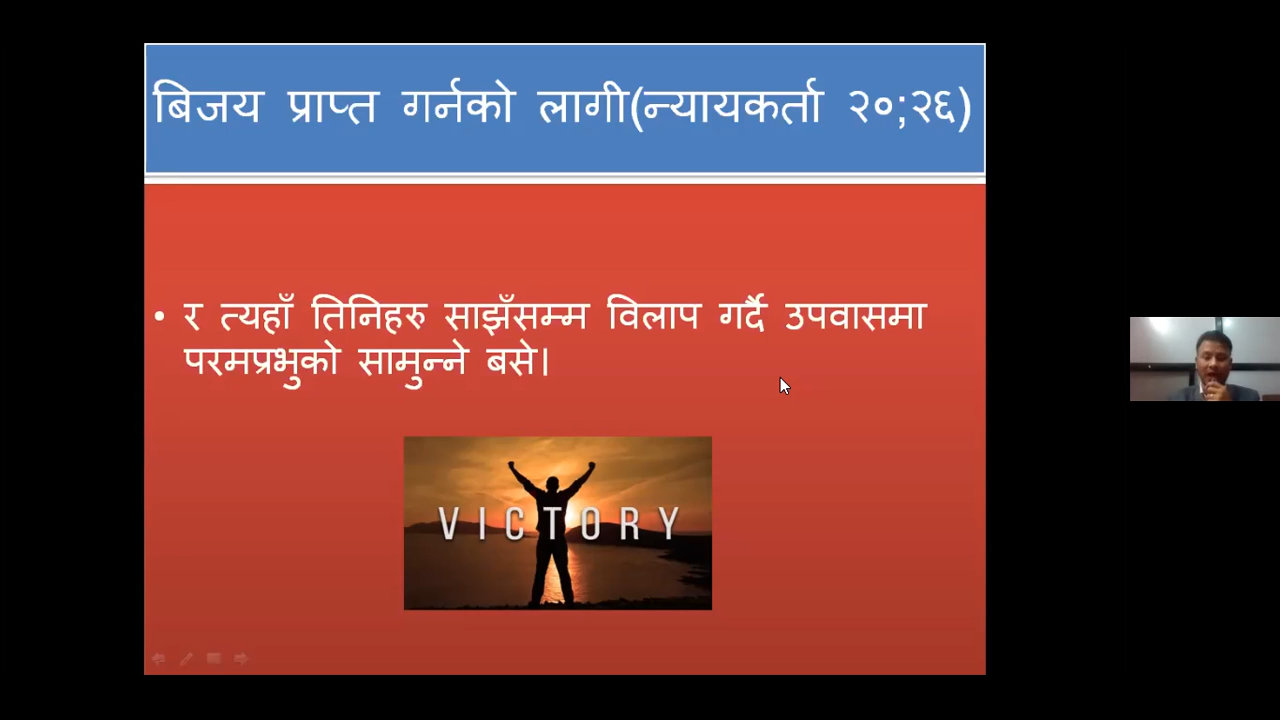 बिजय प्राप्त गर्नको लागी(न्यायकर्ता २०;२६)
• र त्यहाँ तिनिहरु साझँसम्म विलाप गर्दै उपवासमा
परमप्रभुको सामुन्ने बसे।
VICTORY